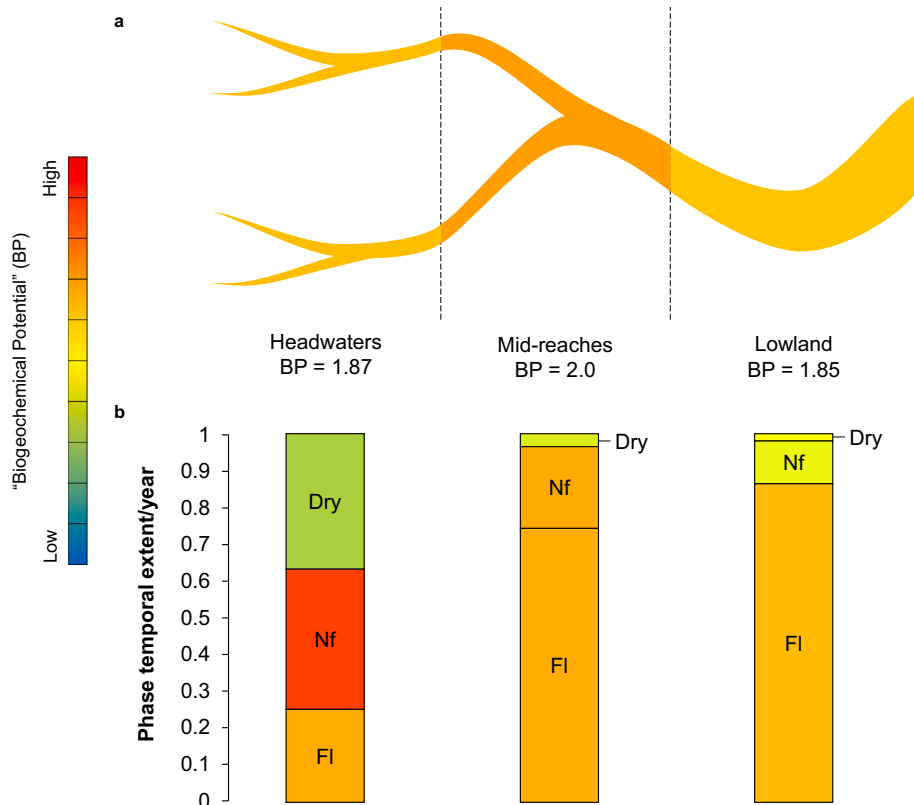 a
High
"Biogeochemical Potential" (BP)
Low
Headwaters
BP = 1.87
Mid-reaches
BP = 2.0
Lowland
BP = 1.85
b
Phase temporal extent/year
1
0.9
0.8
0.7
0.6
0.5
0.4
0.3
0.2
0.1
0
Dry
Nf
Fl
Dry
Nf
Fl
Dry
Nf
Fl